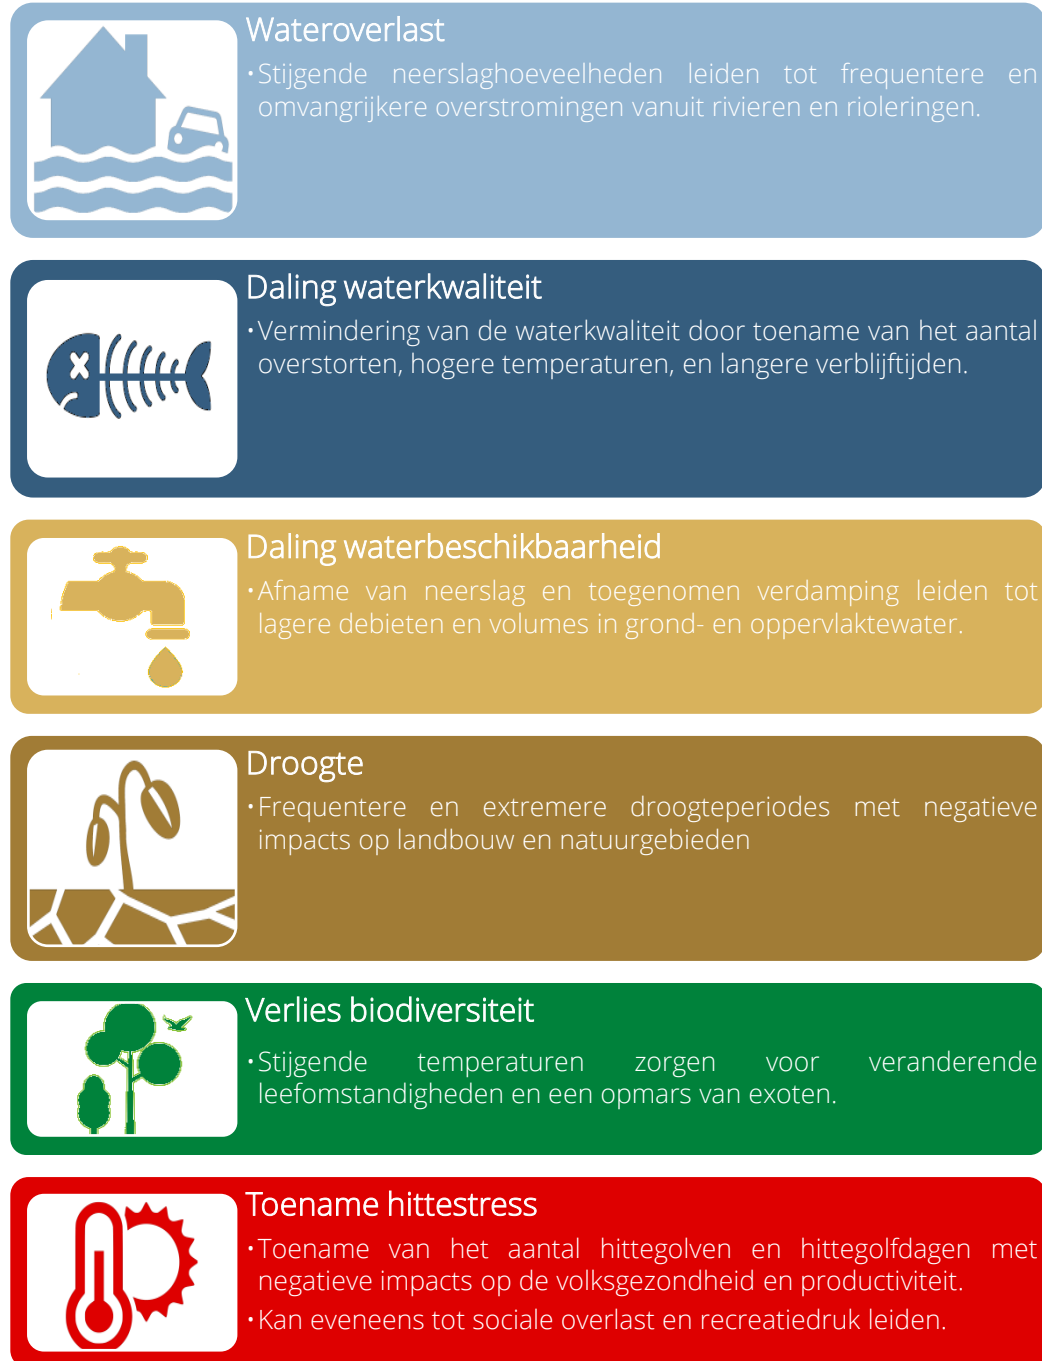 Wateroverlast
·Stijgende neerslaghoeveelheden leiden tot frequentere en
omvangrijkere overstromingen vanuit rivieren en rioleringen.
Daling waterkwaliteit
·Vermindering van de waterkwaliteit door toename van het aantal
overstorten, hogere temperaturen, en langere verblijftijden.
Daling waterbeschikbaarheid
·Afname van neerslag en toegenomen verdamping leiden tot
lagere debieten en volumes in grond- en oppervlaktewater.
Droogte
·Frequentere en extremere droogteperiodes met negatieve
impacts op landbouw en natuurgebieden
Verlies biodiversiteit
·Stijgende temperaturen zorgen voor veranderende
leefomstandigheden en een opmars van exoten.
Toename hittestress
·Toename van het aantal hittegolven en hittegolfdagen met
negatieve impacts op de volksgezondheid en productiviteit.
·Kan eveneens tot sociale overlast en recreatiedruk leiden.